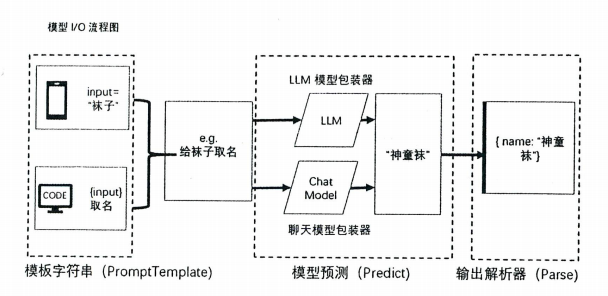 模型 I/O 流程图
input=
“袜子”
CODE
{input}
取名
e.g.
给袜子取名
LLM 模型包装器
LLM
Chat
Model
聊天模型包装器
“神童袜”
{ name: “神童
袜”}
模板字符串（PromptTemplate）
模型预测（Predict）
输出解析器（Parse）